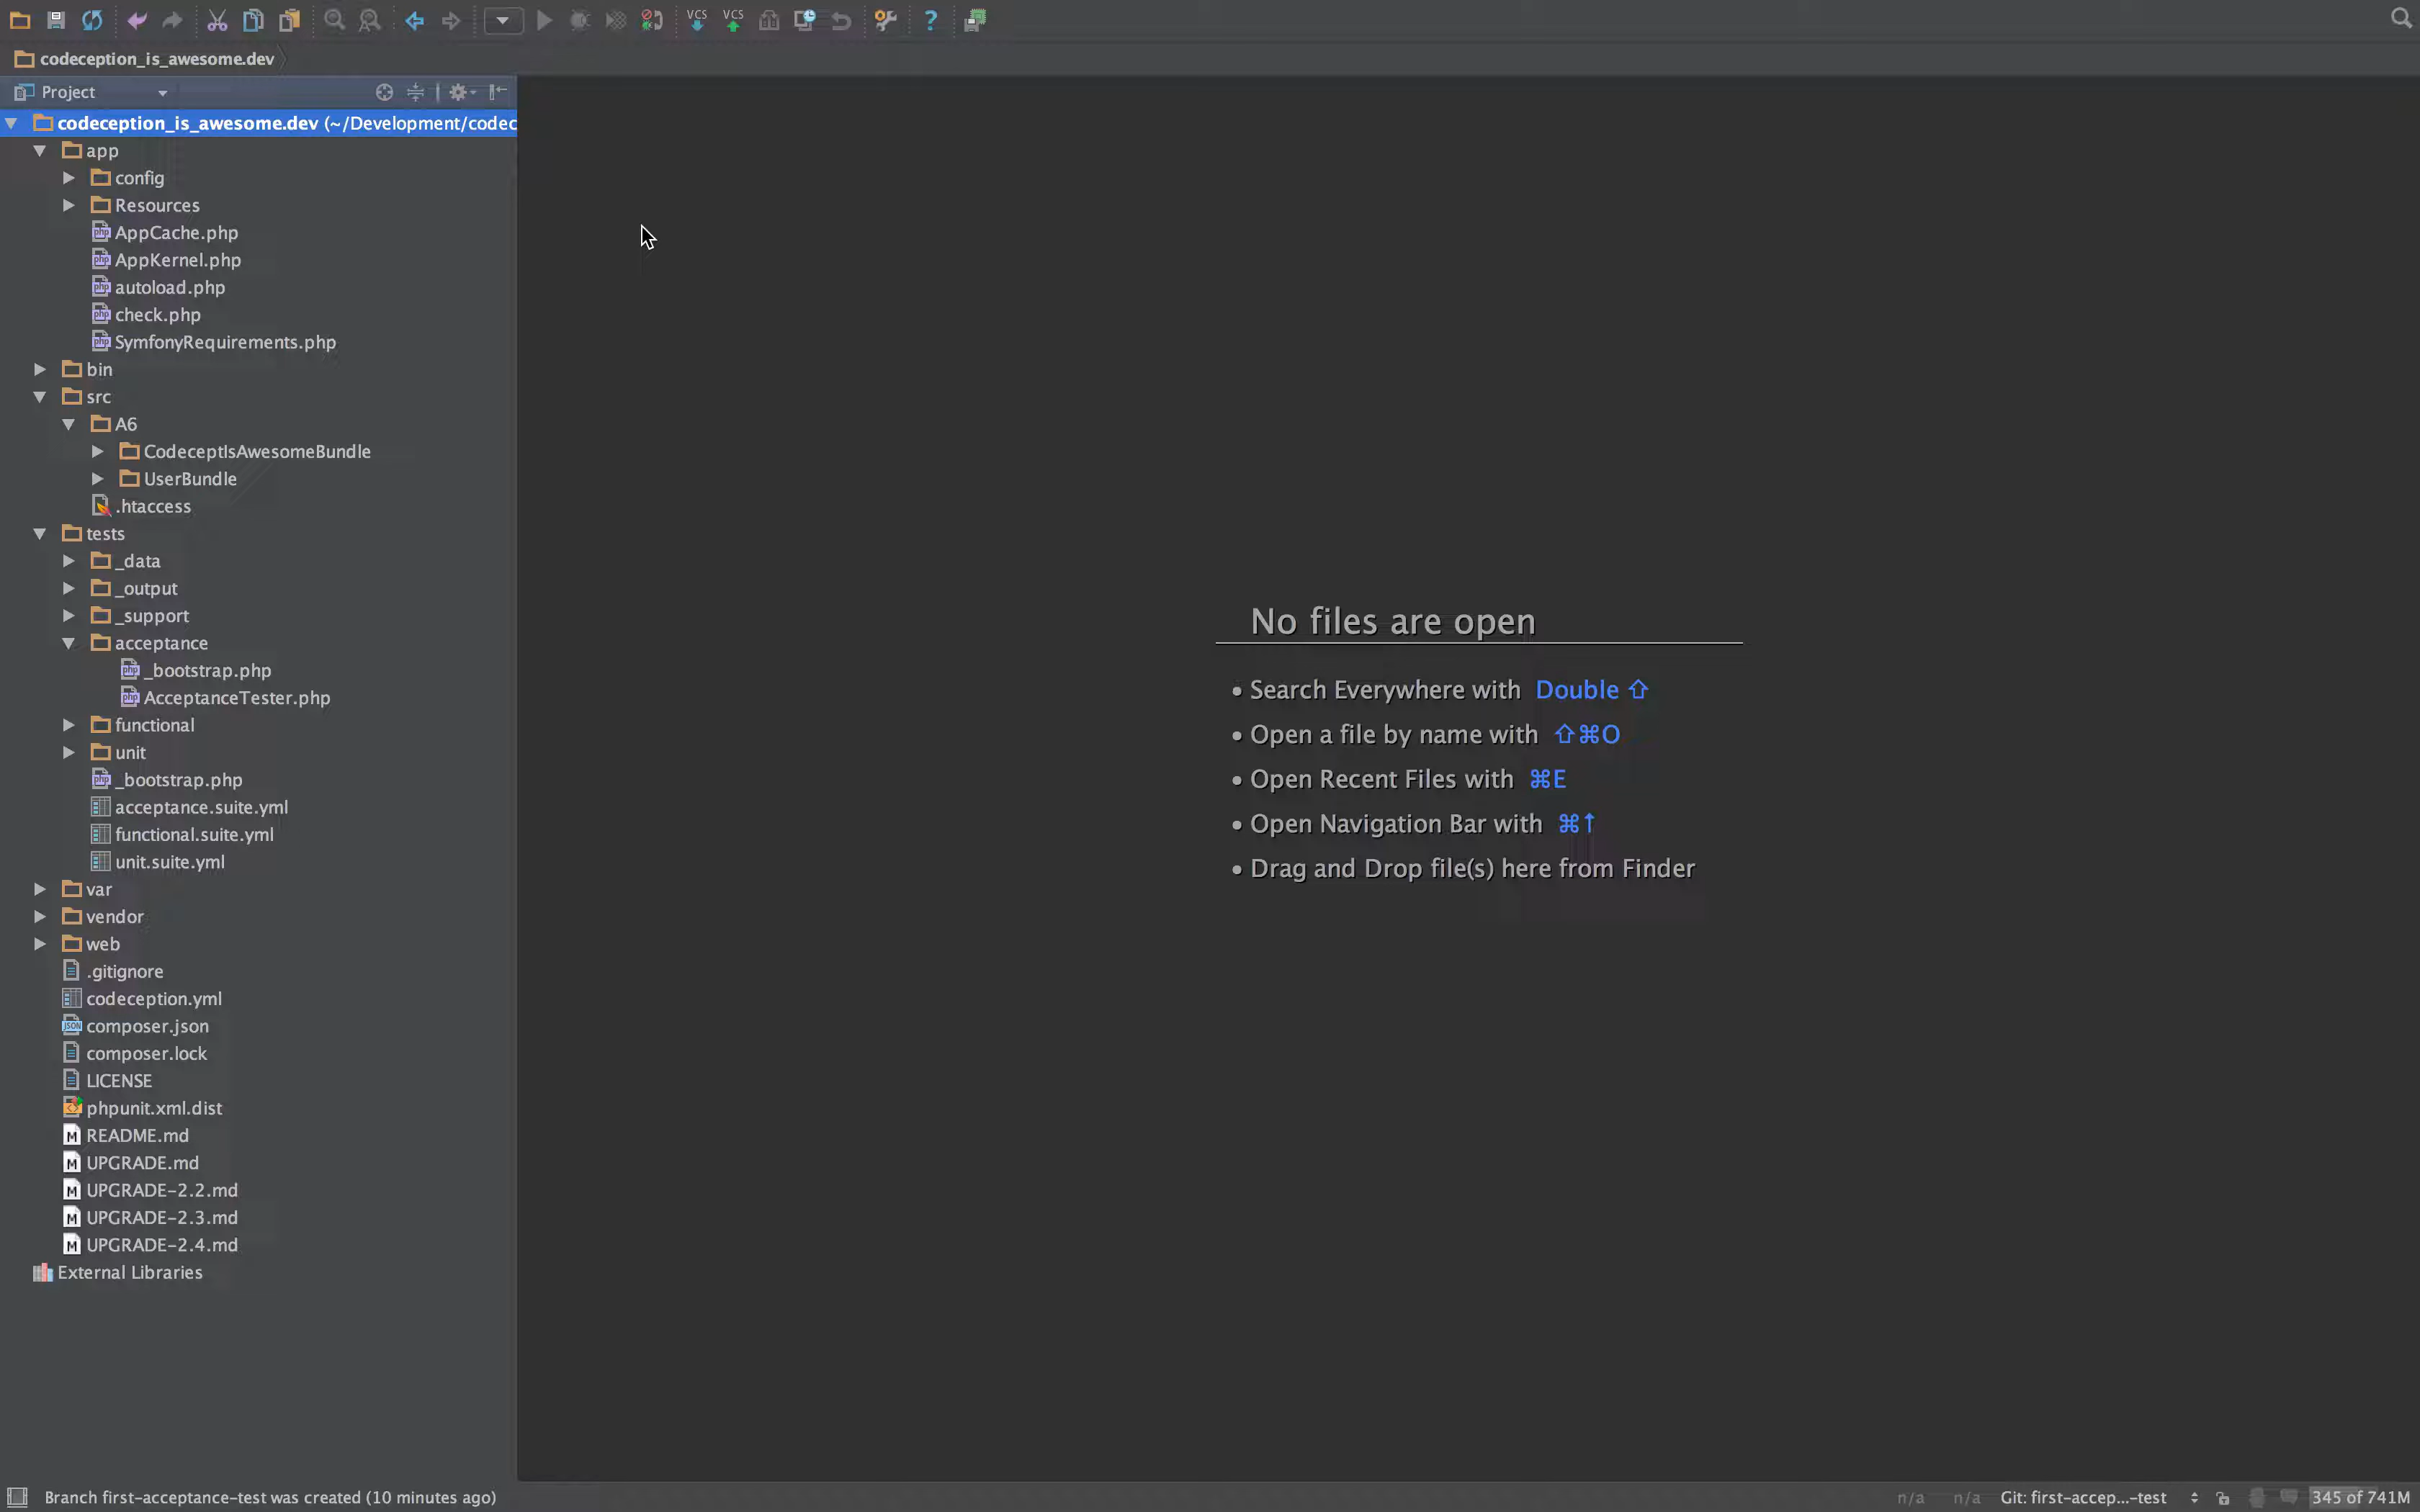 VCS VCS
codeception_is_awesome.dev
Project
codeception_is_awesome.dev (~/Development/codec
app
config
Resources
AppCache.php
AppKernel.php
autoload.php
check.php
SymfonyRequirements.php
bin
src
A6
CodeceptIsAwesomeBundle
UserBundle
.htaccess
tests
_data
_output
_support
acceptance
_bootstrap.php
AcceptanceTester.php
functional
unit
_bootstrap.php
acceptance.suite.yml
functional.suite.yml
unit.suite.yml
var
vendor
web
.gitignore
codeception.yml
composer.json
composer.lock
LICENSE
phpunit.xml.dist
README.md
UPGRADE.md
UPGRADE-2.2.md
UPGRADE-2.3.md
UPGRADE-2.4.md
External Libraries
No files are open
• Search Everywhere with Double ⇧
• Open a file by name with ⇧⌘O
• Open Recent Files with ⌘E
• Open Navigation Bar with ⌘↑
• Drag and Drop file(s) here from Finder
Branch first-acceptance-test was created (10 minutes ago)
n/a n/a Git: first-accep...-test 345 of 741M